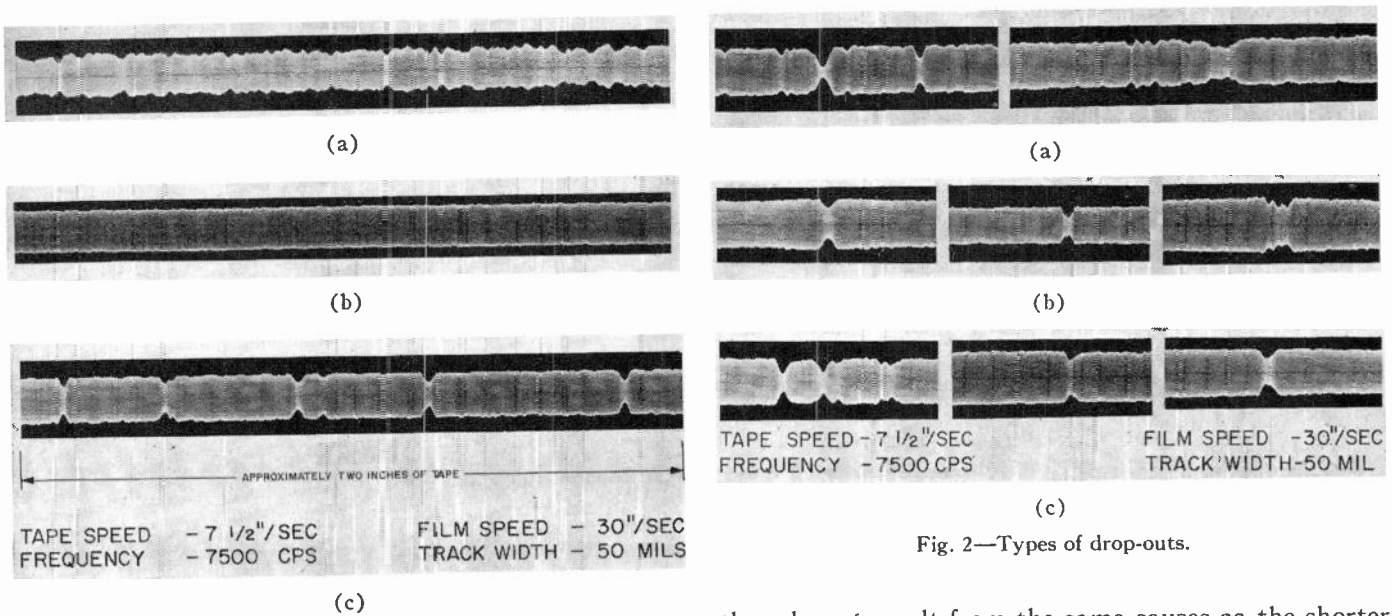 (a)
(b)
APPROXIMATELY TWO INCHES OF TAPE
TAPE SPEED - 7 1/2"/SEC
FREQUENCY - 7500 CPS
FILM SPEED - 30"/SEC
TRACK WIDTH - 50 MILS
(c)
(a)
(b)
TAPE SPEED - 7 1/2"/SEC
FREQUENCY - 7500 CPS
FILM SPEED - 30"/SEC
TRACK WIDTH-50 MIL
(c)
Fig. 2—Types of drop-outs.
the same causes as the shorter